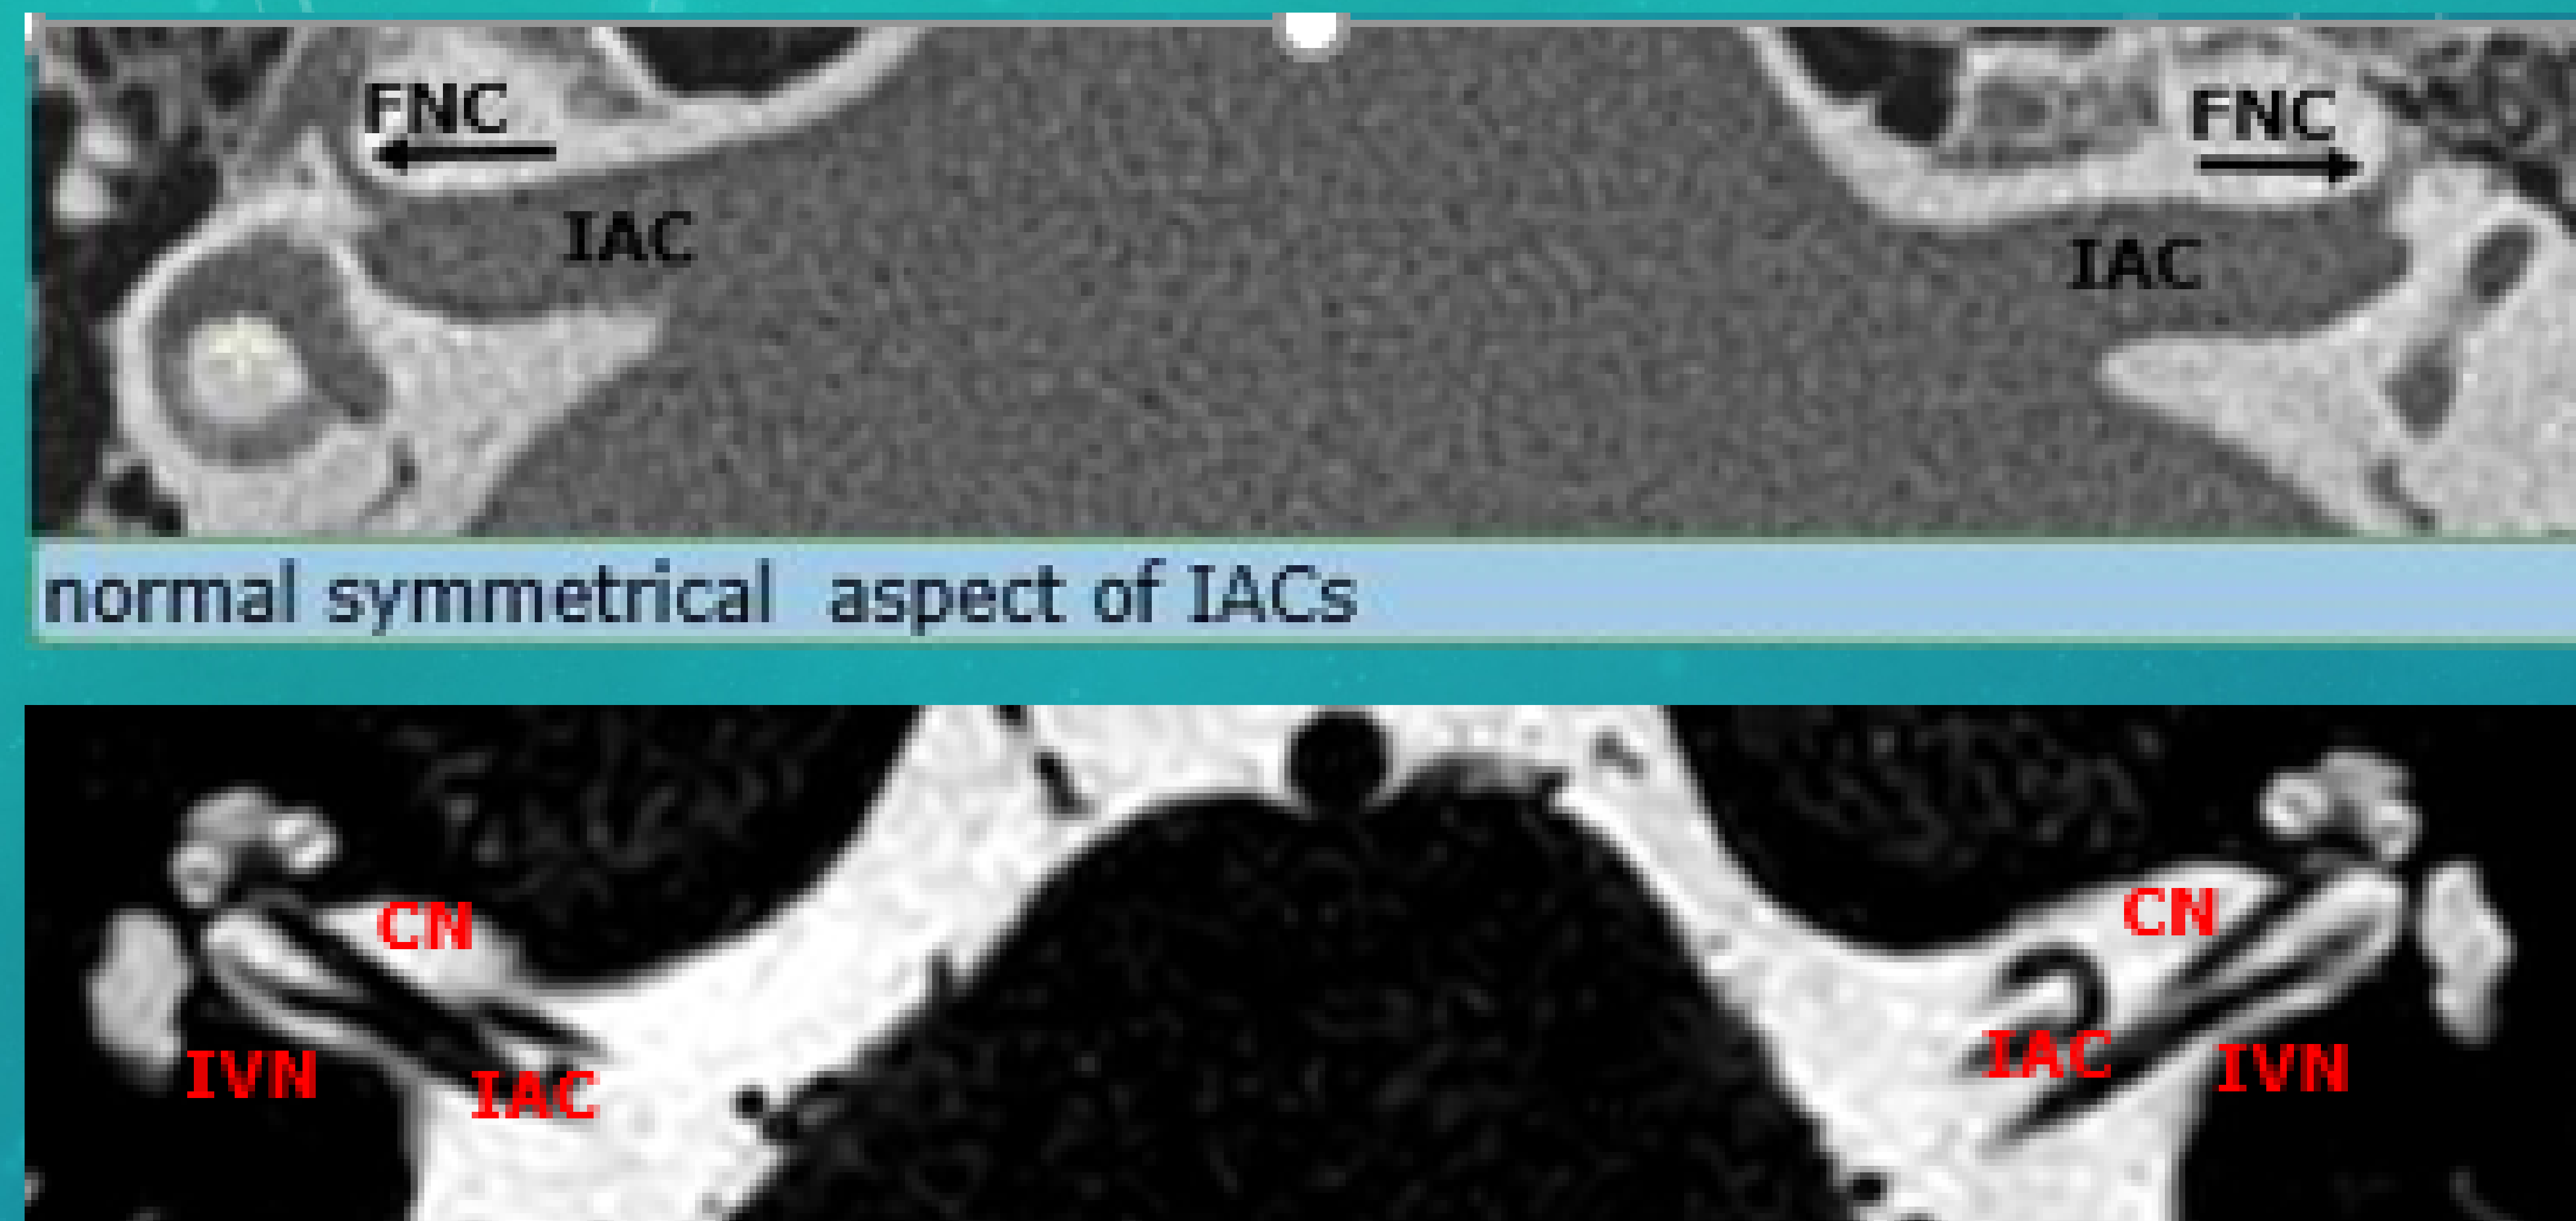 FNC FNC
IAC IAC
normal symmetrical aspect of IACs
CN CN
IVN IAC IAC IVN